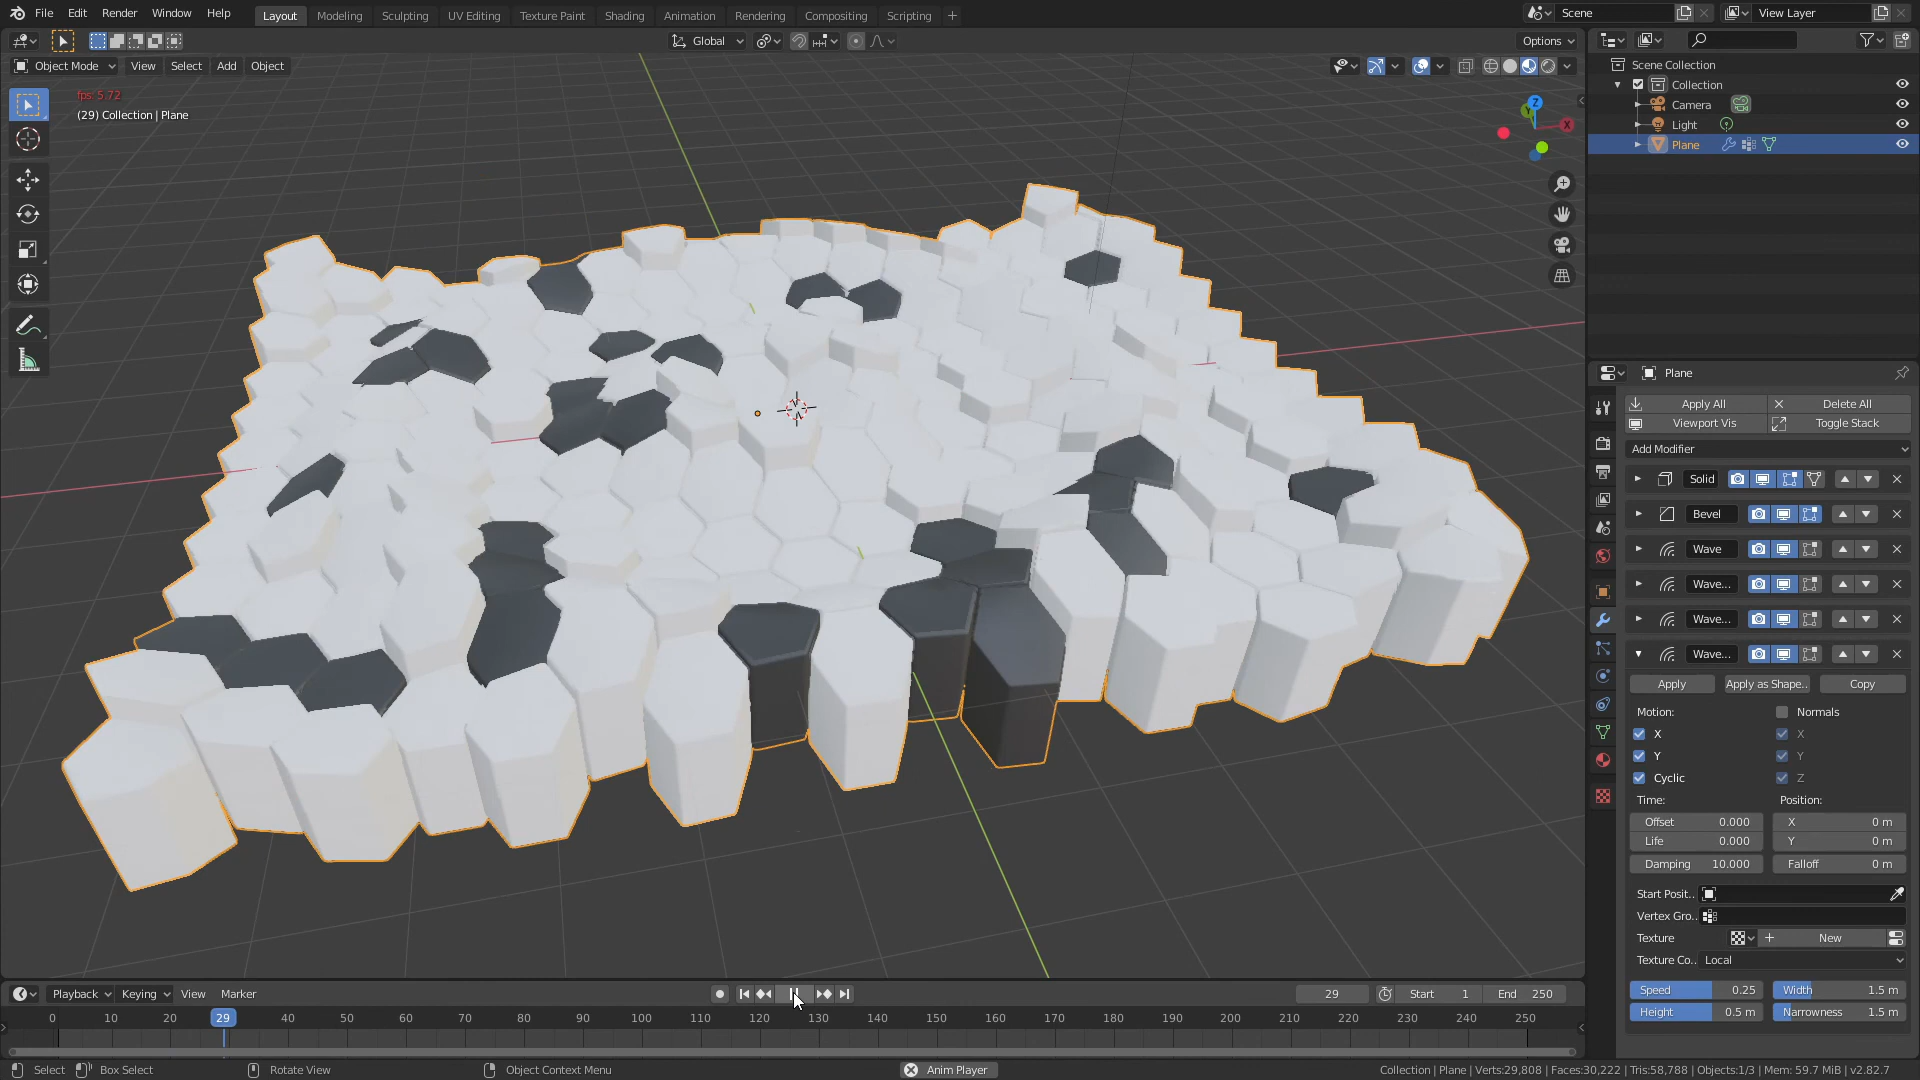 File Edit Render Window Help Layout Modeling Sculpting UV Editing Texture Paint Shading Animation Rendering Compositing Scripting + Scene View Layer
Global Options
Object Mode View Select Add Object
fps: 5.72
(29) Collection | Plane
Z
X
Scene Collection
Collection
Camera
Light
Plane
Plane
Apply All Delete All
Viewport Vis Toggle Stack
Add Modifier
Solid
Bevel
Wave
Wave...
Wave...
Wave...
Apply Apply as Shape.. Copy
Motion: Normals
X X
Y Y
Cyclic Z
Time: Position:
Offset 0.000 X 0 m
Life 0.000 Y 0 m
Damping 10.000 Falloff 0 m
Start Posit..
Vertex Gro..
Texture New
Texture Co.. Local
Speed 0.25 Width 1.5 m
Height 0.5 m Narrowness 1.5 m
Playback Keying View Marker 29 Start 1 End 250
0 10 20 29 40 50 60 70 80 90 100 110 120 130 140 150 160 170 180 190 200 210 220 230 240 250
Select Box Select Rotate View Object Context Menu Anim Player Collection | Plane | Verts:29,808 | Faces:30,222 | Tris:58,788 | Objects:1/3 | Mem: 59.7 MiB | v2.82.7